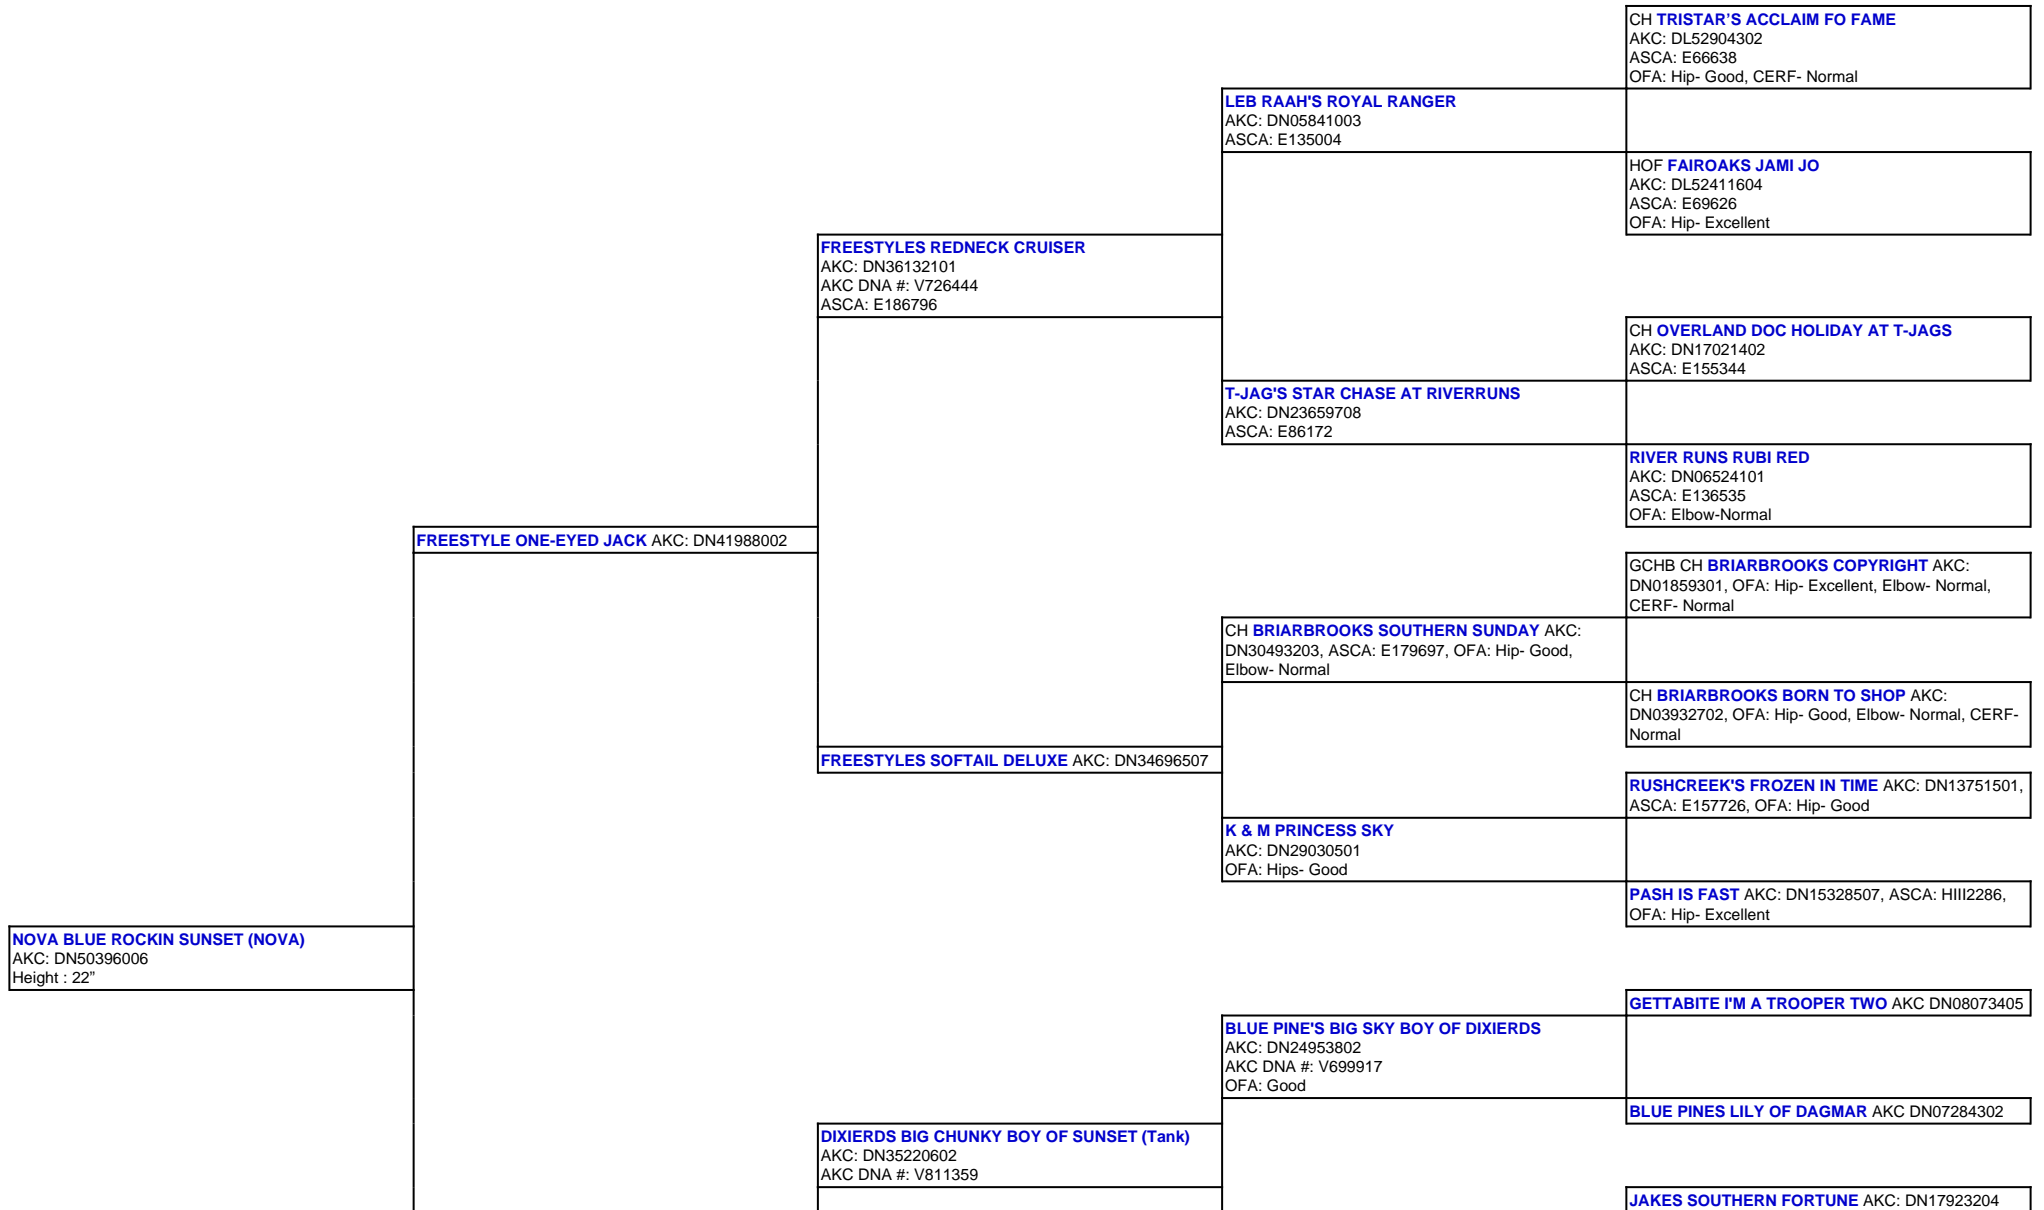 CH TRISTAR’S ACCLAIM FO FAME
AKC: DL52904302
ASCA: E66638
OFA: Hip- Good, CERF- Normal
LEB RAAH'S ROYAL RANGER
AKC: DN05841003
ASCA: E135004
HOF FAIROAKS JAMI JO
AKC: DL52411604
ASCA: E69626
OFA: Hip- Excellent
FREESTYLES REDNECK CRUISER
AKC: DN36132101
AKC DNA #: V726444
ASCA: E186796
CH OVERLAND DOC HOLIDAY AT T-JAGS
AKC: DN17021402
ASCA: E155344
T-JAG'S STAR CHASE AT RIVERRUNS
AKC: DN23659708
ASCA: E86172
RIVER RUNS RUBI RED
AKC: DN06524101
ASCA: E136535
OFA: Elbow-Normal
FREESTYLE ONE-EYED JACK AKC: DN41988002
GCHB CH BRIARBROOKS COPYRIGHT AKC:
DN01859301, OFA: Hip- Excellent, Elbow- Normal,
CERF- Normal
CH BRIARBROOKS SOUTHERN SUNDAY AKC:
DN30493203, ASCA: E179697, OFA: Hip- Good,
Elbow- Normal
CH BRIARBROOKS BORN TO SHOP AKC:
DN03932702, OFA: Hip- Good, Elbow- Normal, CERF-
Normal
FREESTYLES SOFTAIL DELUXE AKC: DN34696507
RUSHCREEK'S FROZEN IN TIME AKC: DN13751501,
ASCA: E157726, OFA: Hip- Good
K & M PRINCESS SKY
AKC: DN29030501
OFA: Hips- Good
PASH IS FAST AKC: DN15328507, ASCA: HIII2286,
OFA: Hip- Excellent
NOVA BLUE ROCKIN SUNSET (NOVA)
AKC: DN50396006
Height : 22”
GETTABITE I'M A TROOPER TWO AKC DN08073405
BLUE PINE'S BIG SKY BOY OF DIXIERDS
AKC: DN24953802
AKC DNA #: V699917
OFA: Good
BLUE PINES LILY OF DAGMAR AKC DN07284302
DIXIERDS BIG CHUNKY BOY OF SUNSET (Tank)
AKC: DN35220602
AKC DNA #: V811359
JAKES SOUTHERN FORTUNE AKC: DN17923204